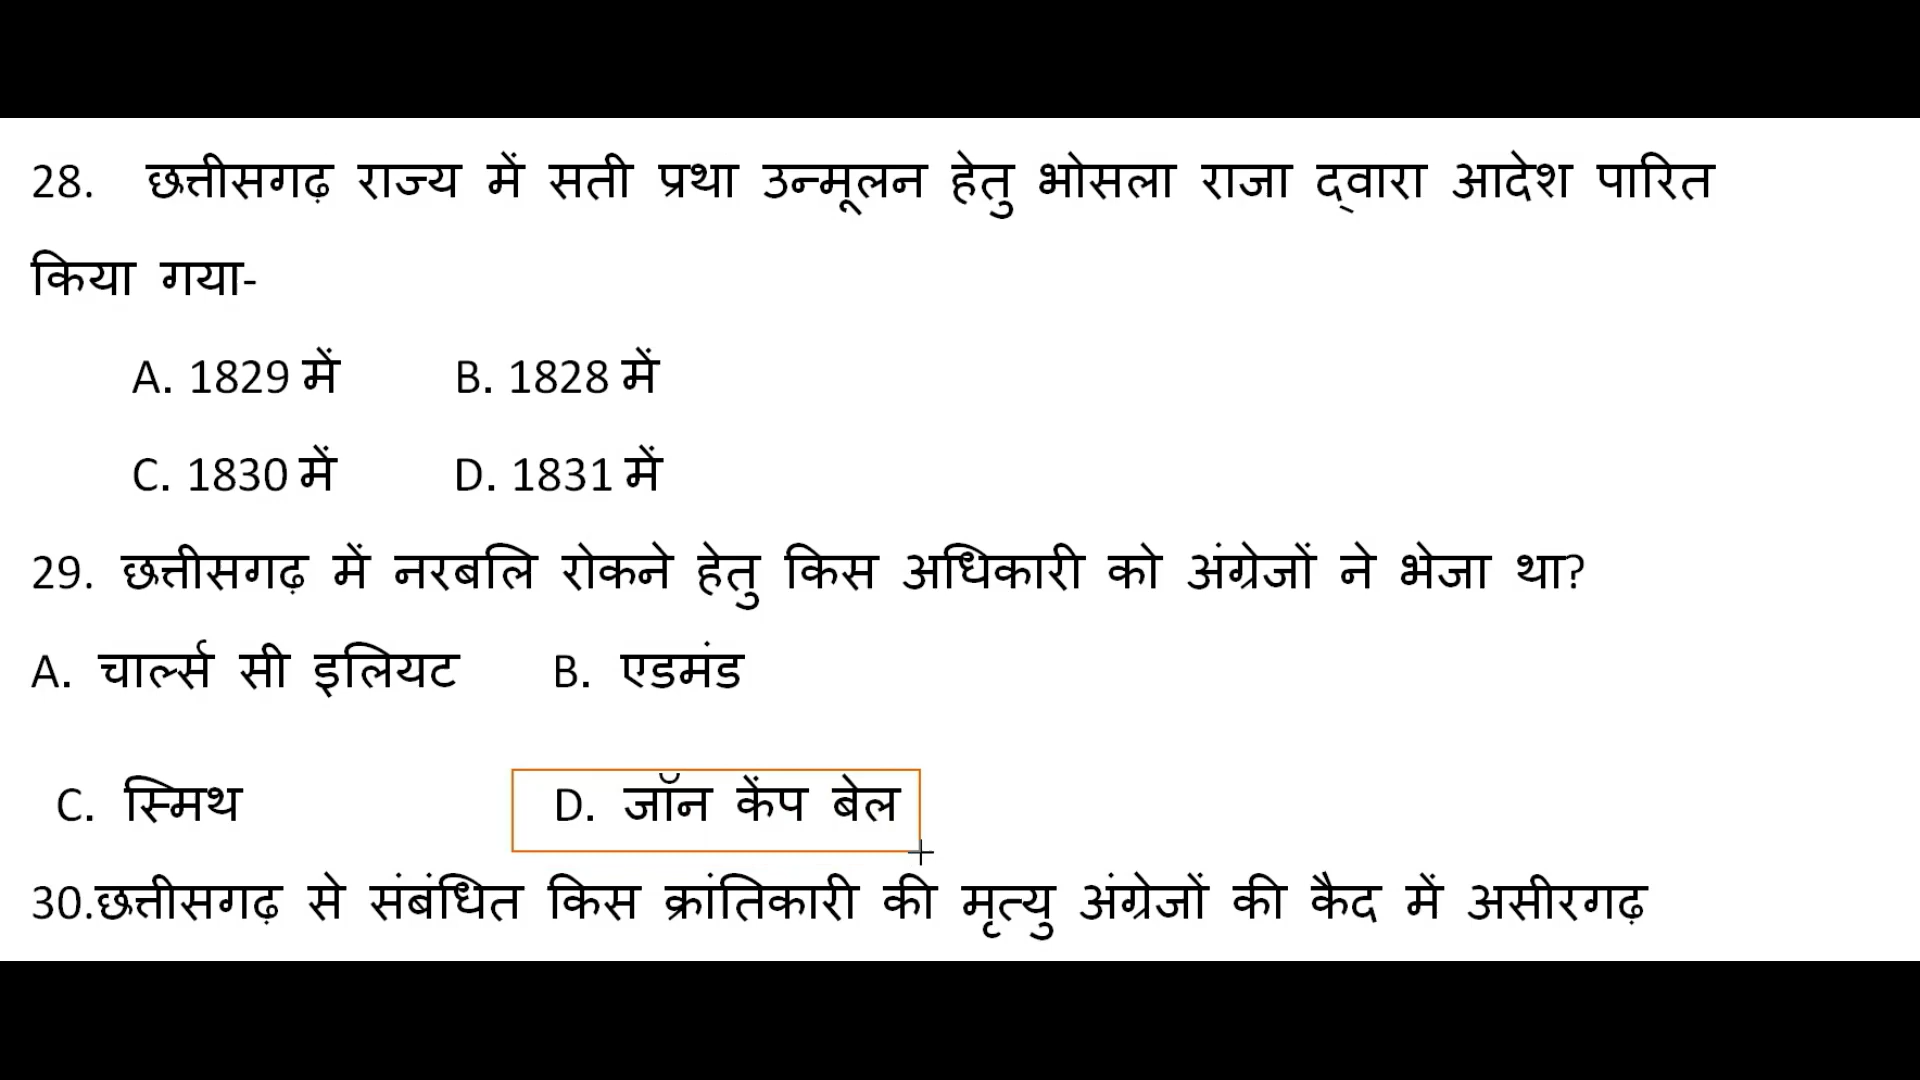 28. छत्तीसगढ़ राज्य में सती प्रथा उन्मूलन हेतु भोसला राजा द्वारा आदेश पारित
किया गया-
A. 1829 में B. 1828 में
C. 1830 में D. 1831 में
29. छत्तीसगढ़ में नरबलि रोकने हेतु किस अधिकारी को अंग्रेजों ने भेजा था?
A. चार्ल्स सी इलियट B. एडमंड
C. स्मिथ D. जॉन केंप बेल
30.छत्तीसगढ़ से संबंधित किस क्रांतिकारी की मृत्यु अंग्रेजों की कैद में असीरगढ़